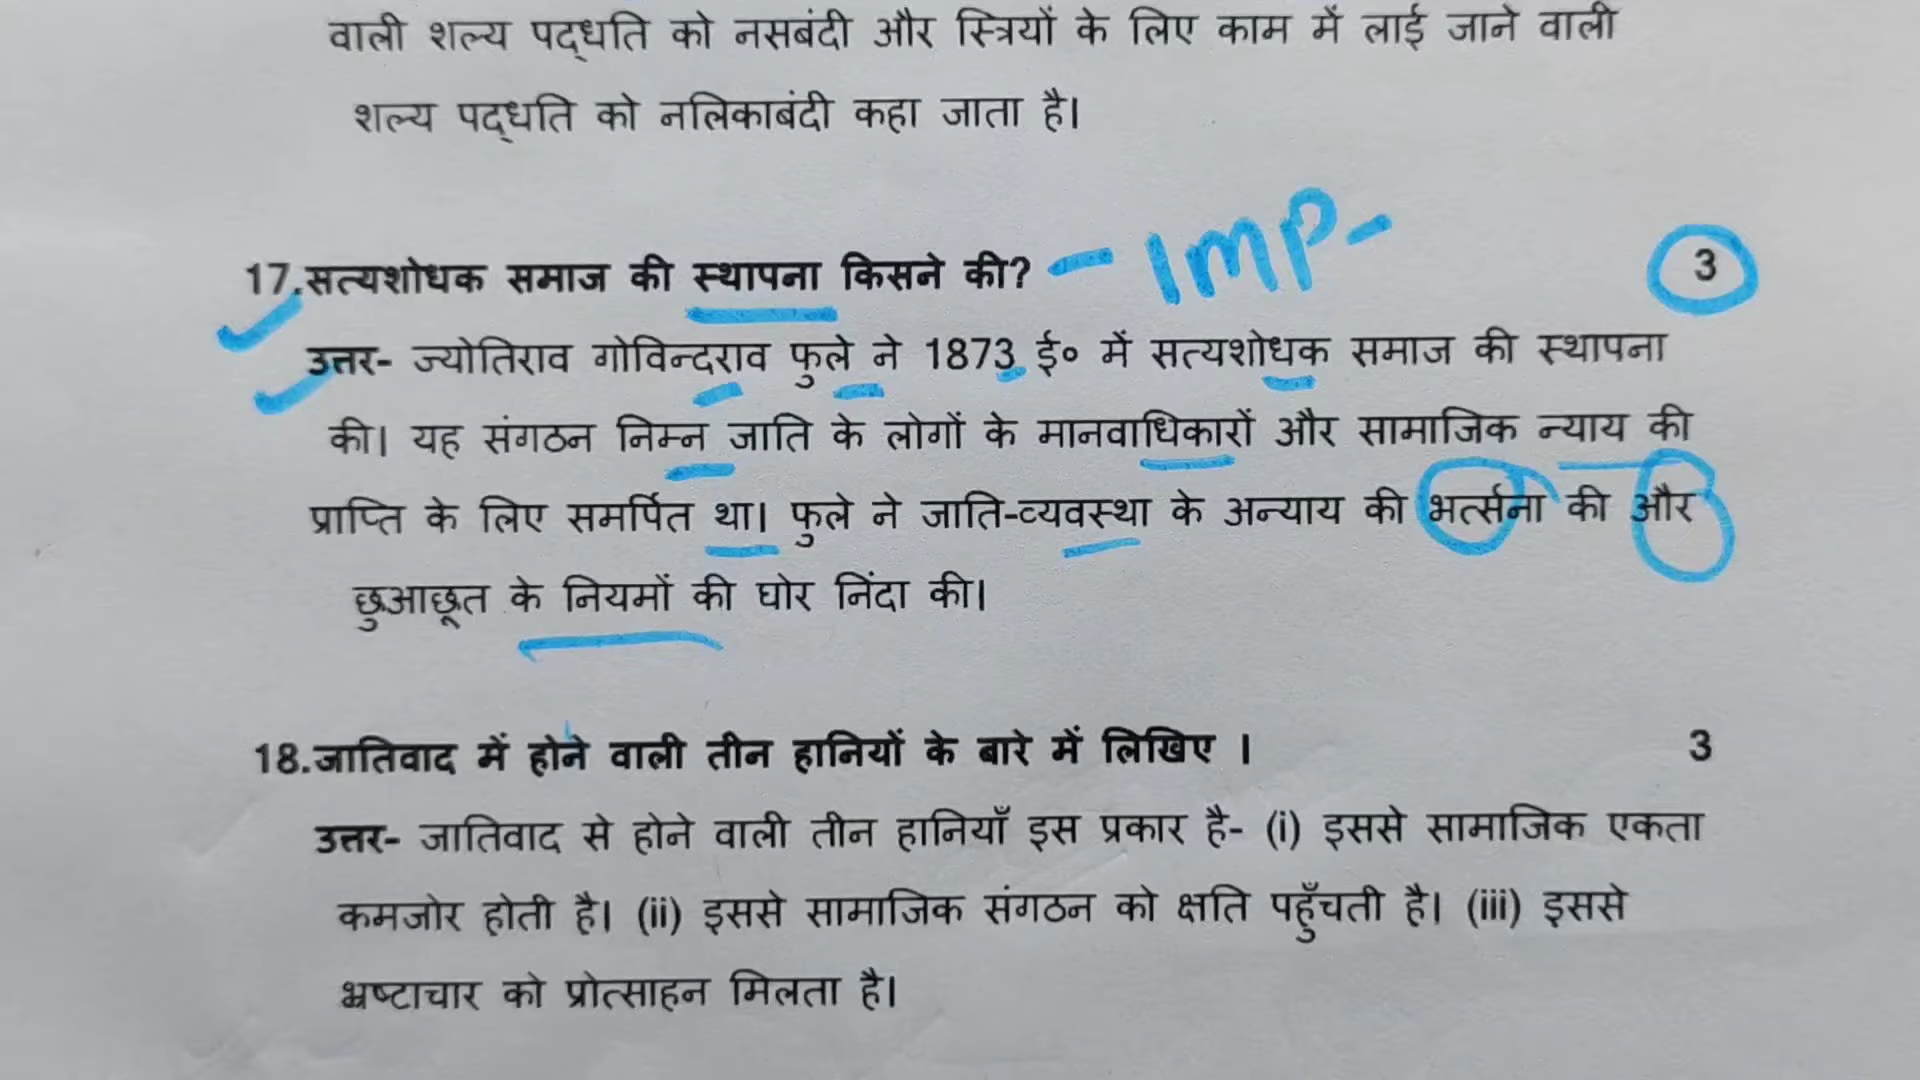 वाली शल्य पद्धति को नसबंदी और स्त्रियों के लिए काम में लाई जाने वाली
शल्य पद्धति को नलिकाबंदी कहा जाता है।
17.सत्यशोधक समाज की स्थापना किसने की? - IMP - 3
उत्तर- ज्योतिराव गोविन्दराव फुले ने 1873 ई० में सत्यशोधक समाज की स्थापना
की। यह संगठन निम्न जाति के लोगों के मानवाधिकारों और सामाजिक न्याय की
प्राप्ति के लिए समर्पित था। फुले ने जाति-व्यवस्था के अन्याय की भर्त्सना की और
छुआछूत के नियमों की घोर निंदा की।
18.जातिवाद में होने वाली तीन हानियों के बारे में लिखिए । 3
उत्तर- जातिवाद से होने वाली तीन हानियाँ इस प्रकार है- (i) इससे सामाजिक एकता
कमजोर होती है। (ii) इससे सामाजिक संगठन को क्षति पहुँचती है। (iii) इससे
भ्रष्टाचार को प्रोत्साहन मिलता है।